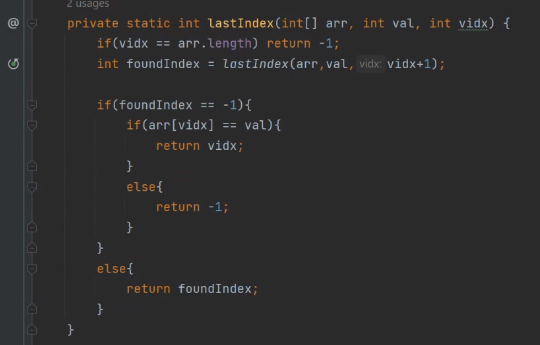 2 usages
@ private static int lastIndex(int[] arr, int val, int vidx) {
if(vidx == arr.length) return -1;
int foundIndex = lastIndex(arr,val, vidx: vidx+1);
if(foundIndex == -1){
if(arr[vidx] == val){
return vidx;
}
else{
return -1;
}
}
else{
return foundIndex;
}
}